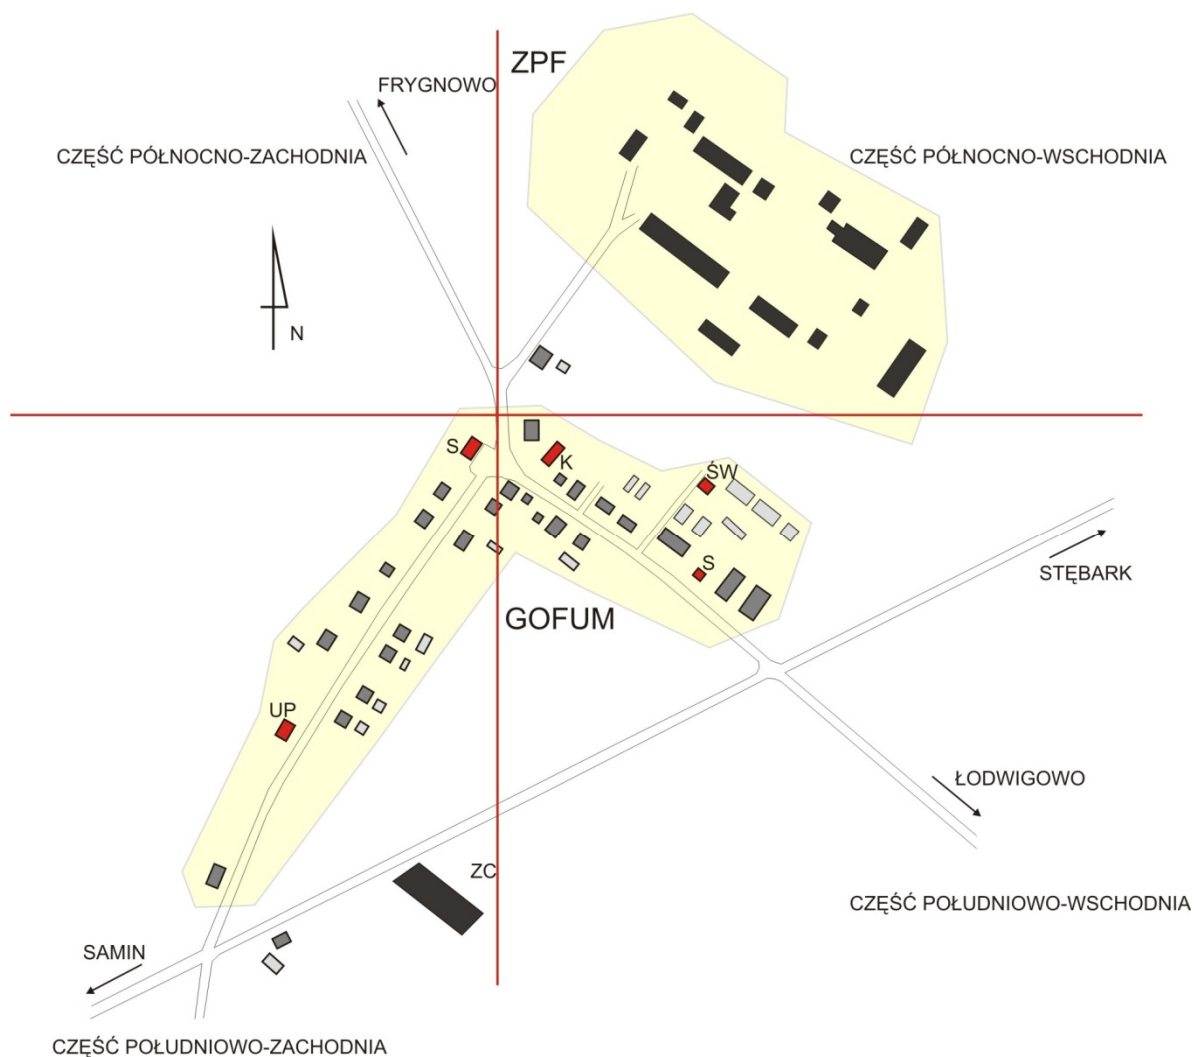 ZPF
FRYGNOWO
CZĘŚĆ PÓŁNOCNO-ZACHODNIA
CZĘŚĆ PÓŁNOCNO-WSCHODNIA
N
S
K
ŚW
S
STĘBARK
GOFUM
UP
ŁODWIGOWO
ZC
CZĘŚĆ POŁUDNIOWO-WSCHODNIA
SAMIN
CZĘŚĆ POŁUDNIOWO-ZACHODNIA